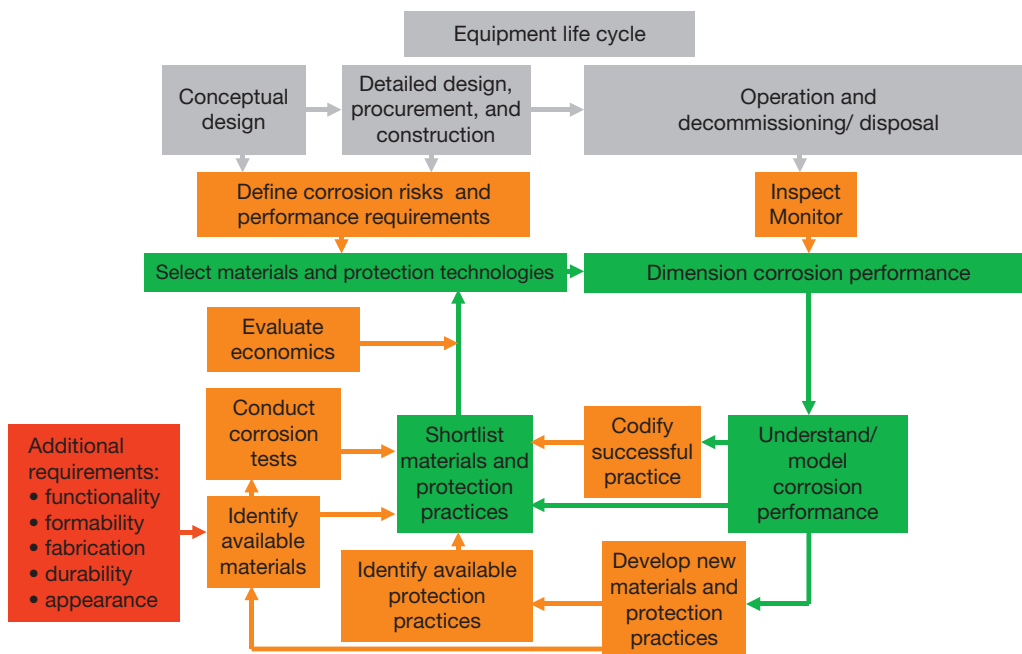 Equipment life cycle
Conceptual
design
Detailed design,
procurement, and
construction
Operation and
decommissioning/ disposal
Define corrosion risks and
performance requirements
Inspect
Monitor
Select materials and protection technologies
Dimension corrosion performance
Evaluate
economics
Conduct
corrosion
tests
Shortlist
materials and
protection
practices
Codify
successful
practice
Understand/
model
corrosion
performance
Additional
requirements:
• functionality
• formability
• fabrication
• durability
• appearance
Identify
available
materials
Identify available
protection
practices
Develop new
materials and
protection
practices